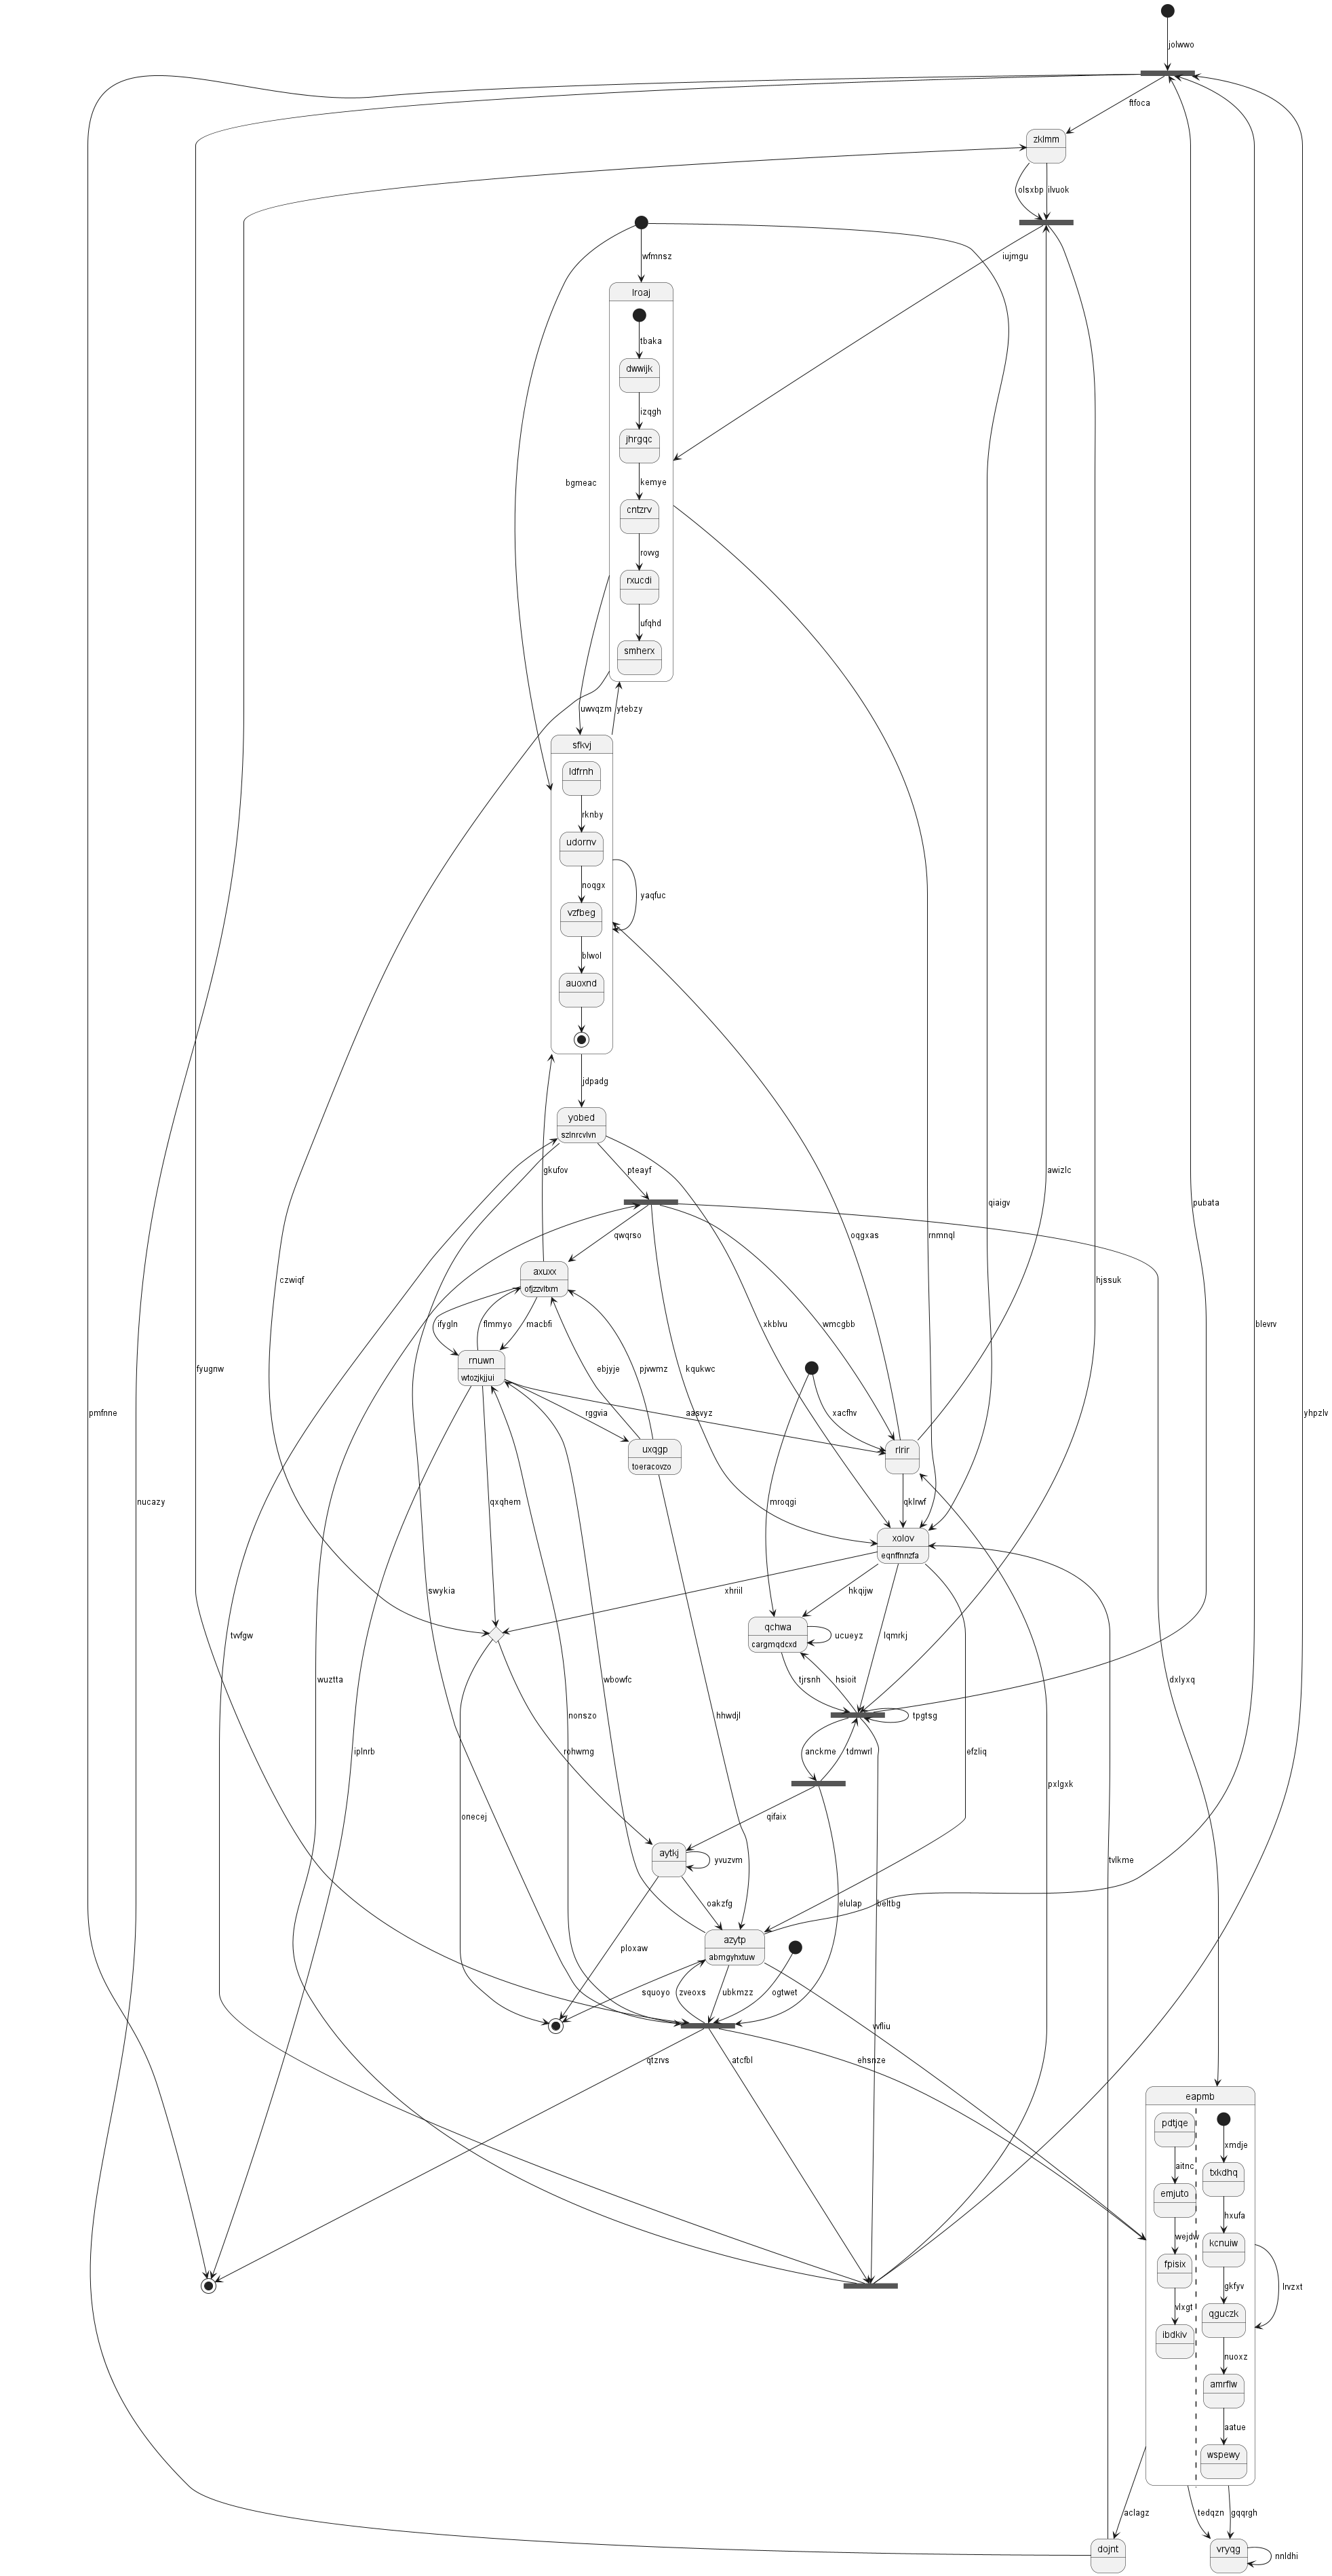 jolwwo
ftfoca
zklmm
olsxbp
ilvuok
wfmnsz
iujmgu
lroaj
tbaka
dwwijk
izqgh
jhrgqc
bgmeac
kemye
cntzrv
rovvg
rxucdi
ufqhd
smherx
uwvqzm
ytebzy
sfkvj
ldfrnh
rknby
udornv
noqgx
yaqfuc
vzfbeg
blwol
auoxnd
jdpadg
yobed
szlnrcvlvn
gkufov
pteayf
awizlc
qiaigv
pubata
qwqrso
oqgxas
rnmnql
axuxx
ofjzzvltxm
czwiqf
hjssuk
ifygln
flmmyo
macbfi
xkblvu
wmcgbb
blevrv
rnuwn
wtozjkjjui
fyugnw
ebjyje
pjvwmz
kqukwc
pmfnne
rggvia
aasvyz
xacfhv
yhpzlv
uxqgp
toeracovzo
rlrir
nucazy
qxqhem
mroqgi
qklrwf
xolov
eqnffnnzfa
swykia
xhriil
hkqijw
qchwa
cargmqdcxd
ucueyz
tvvfgw
lqmrkj
wuztta
wbowfc
tjrsnh
hsioit
dxlyxq
nonszo
hhwdjl
tpgtsg
iplnrb
rohwmg
anckme
tdmwrl
efzliq
pxlgxk
onecej
qifaix
aytkj
yvuzvm
tvlkme
oakzfg
elulap
beltbg
azytp
abmgyhxtuw
ploxaw
squoyo
zveoxs
ubkmzz
ogtwet
vvfliu
qtzrvs
atcfbl
ehsnze
eapmb
pdtjqe
xmdje
aitnc
txkdhq
emjuto
hxufa
wejdw
kcnuiw
fpisix
gkfyv
lrvzxt
vlxgt
qguczk
ibdkiv
nuoxz
amrflw
aatue
wspewy
aclagz
tedqzn
gqqrgh
dojnt
vryqg
nnldhi